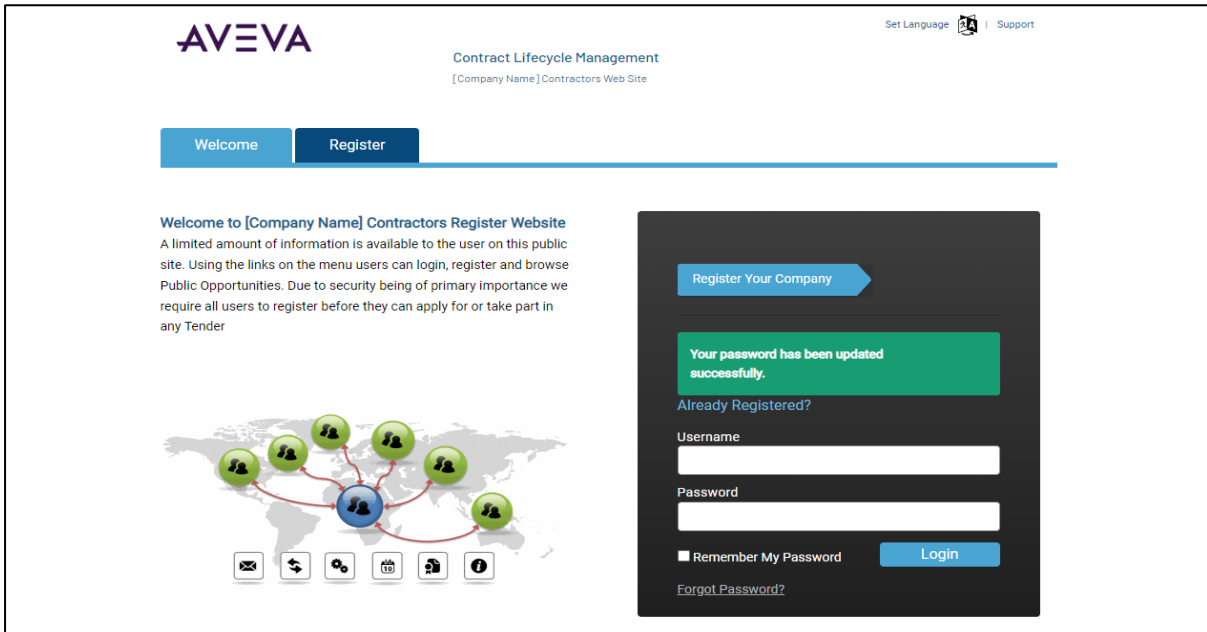 AVEVA
Set Language | Support
Contract Lifecycle Management
[Company Name] Contractors Web Site
Welcome
Register
Welcome to [Company Name] Contractors Register Website
A limited amount of information is available to the user on this public
site. Using the links on the menu users can login, register and browse
Public Opportunities. Due to security being of primary importance we
require all users to register before they can apply for or take part in
any Tender
10
Register Your Company
Your password has been updated
successfully.
Already Registered?
Username
Password
Remember My Password
Login
Forgot Password?